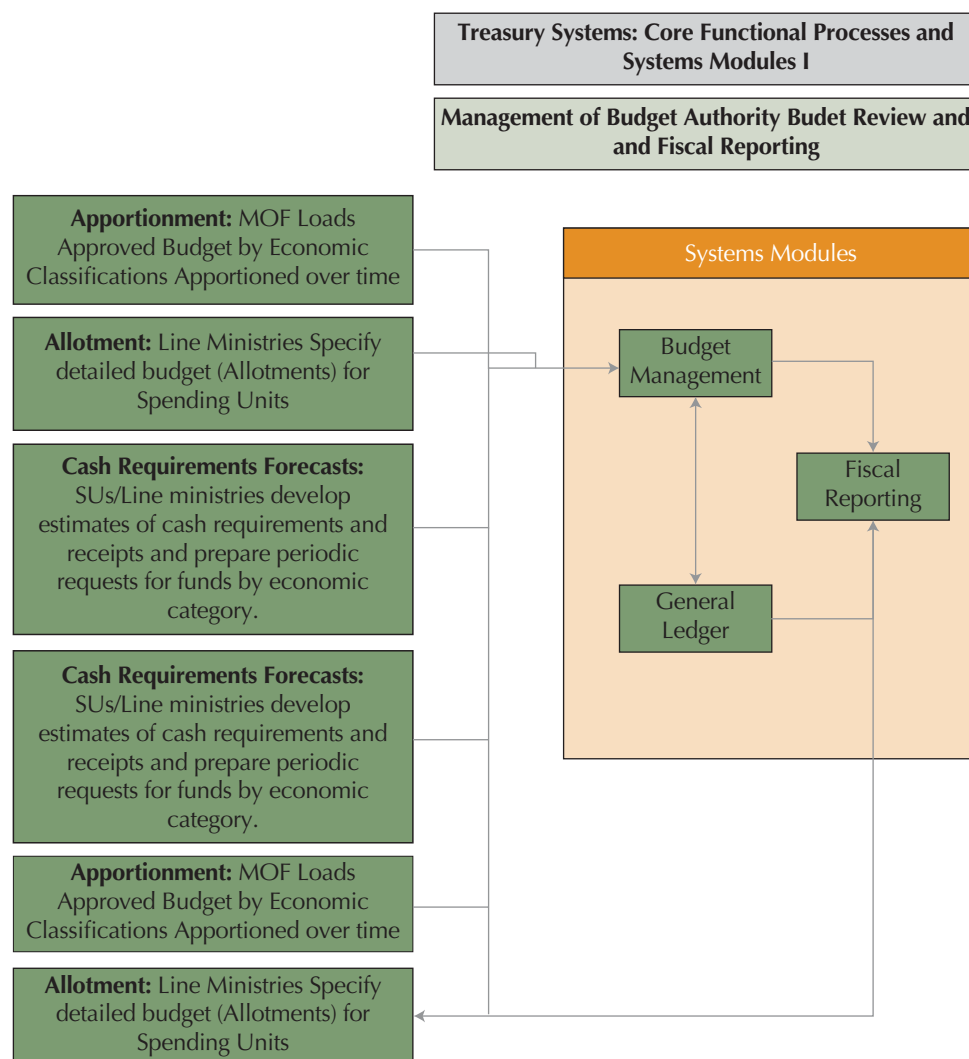 Treasury Systems: Core Functional Processes and
Systems Modules I
Management of Budget Authority Budet Review and
and Fiscal Reporting
Apportionment: MOF Loads
Approved Budget by Economic
Classifications Apportioned over time
Allotment: Line Ministries Specify
detailed budget (Allotments) for
Spending Units
Cash Requirements Forecasts:
SUs/Line ministries develop
estimates of cash requirements and
receipts and prepare periodic
requests for funds by economic
category.
Cash Requirements Forecasts:
SUs/Line ministries develop
estimates of cash requirements and
receipts and prepare periodic
requests for funds by economic
category.
Apportionment: MOF Loads
Approved Budget by Economic
Classifications Apportioned over time
Allotment: Line Ministries Specify
detailed budget (Allotments) for
Spending Units
Systems Modules
Budget
Management
Fiscal
Reporting
General
Ledger